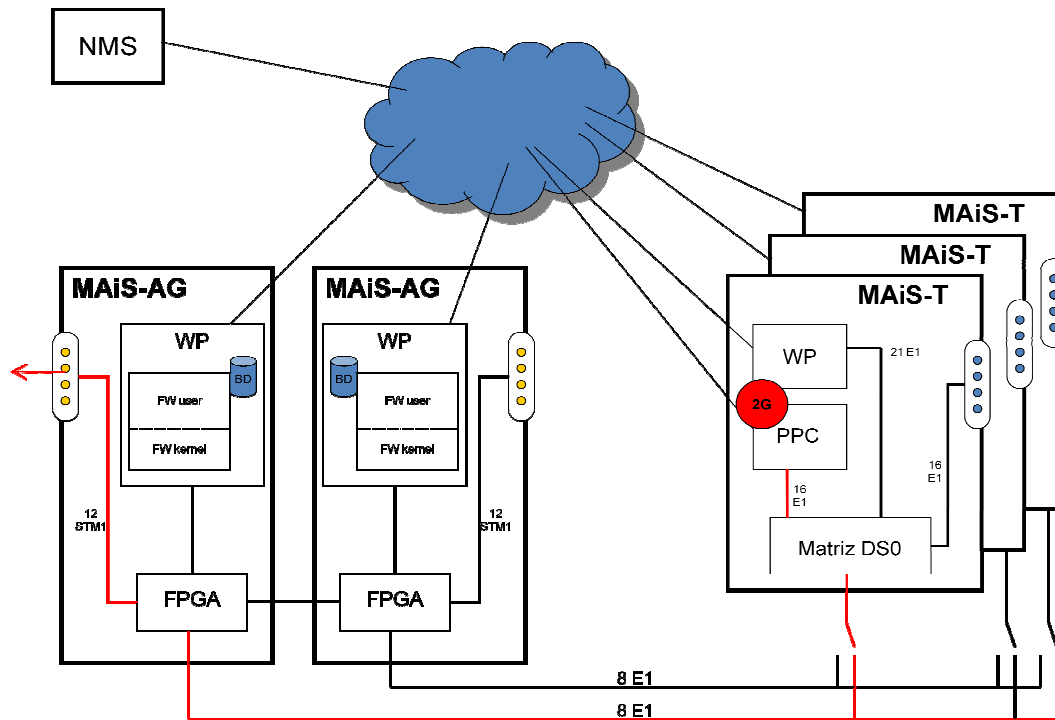 NMS
MAiS-AG
WP
BD
FW user
FW kernel
12
STM1
FPGA
MAiS-AG
WP
BD
FW user
FW kernel
12
STM1
FPGA
MAiS-T
MAiS-T
MAiS-T
WP
21 E1
2G
PPC
16
E1
16
E1
Matriz DS0
8 E1
8 E1